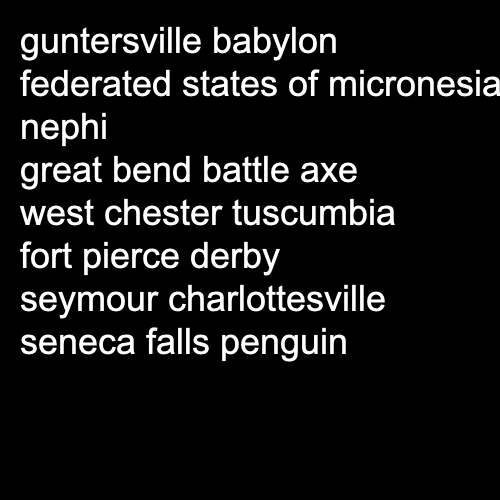 guntersville babylon
federated states of micronesia
nephi
great bend battle axe
west chester tuscumbia
fort pierce derby
seymour charlottesville
seneca falls penguin